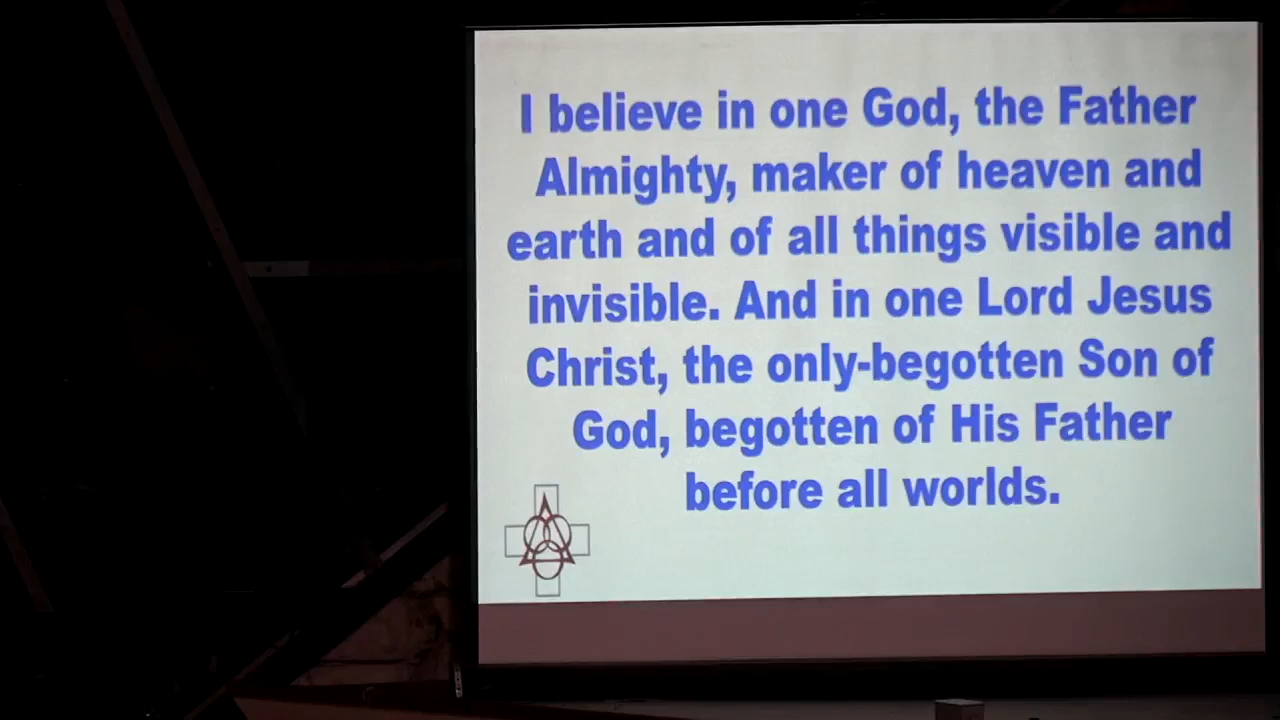 I believe in one God, the Father
Almighty, maker of heaven and
earth and of all things visible and
invisible. And in one Lord Jesus
Christ, the only-begotten Son of
God, begotten of His Father
before all worlds.